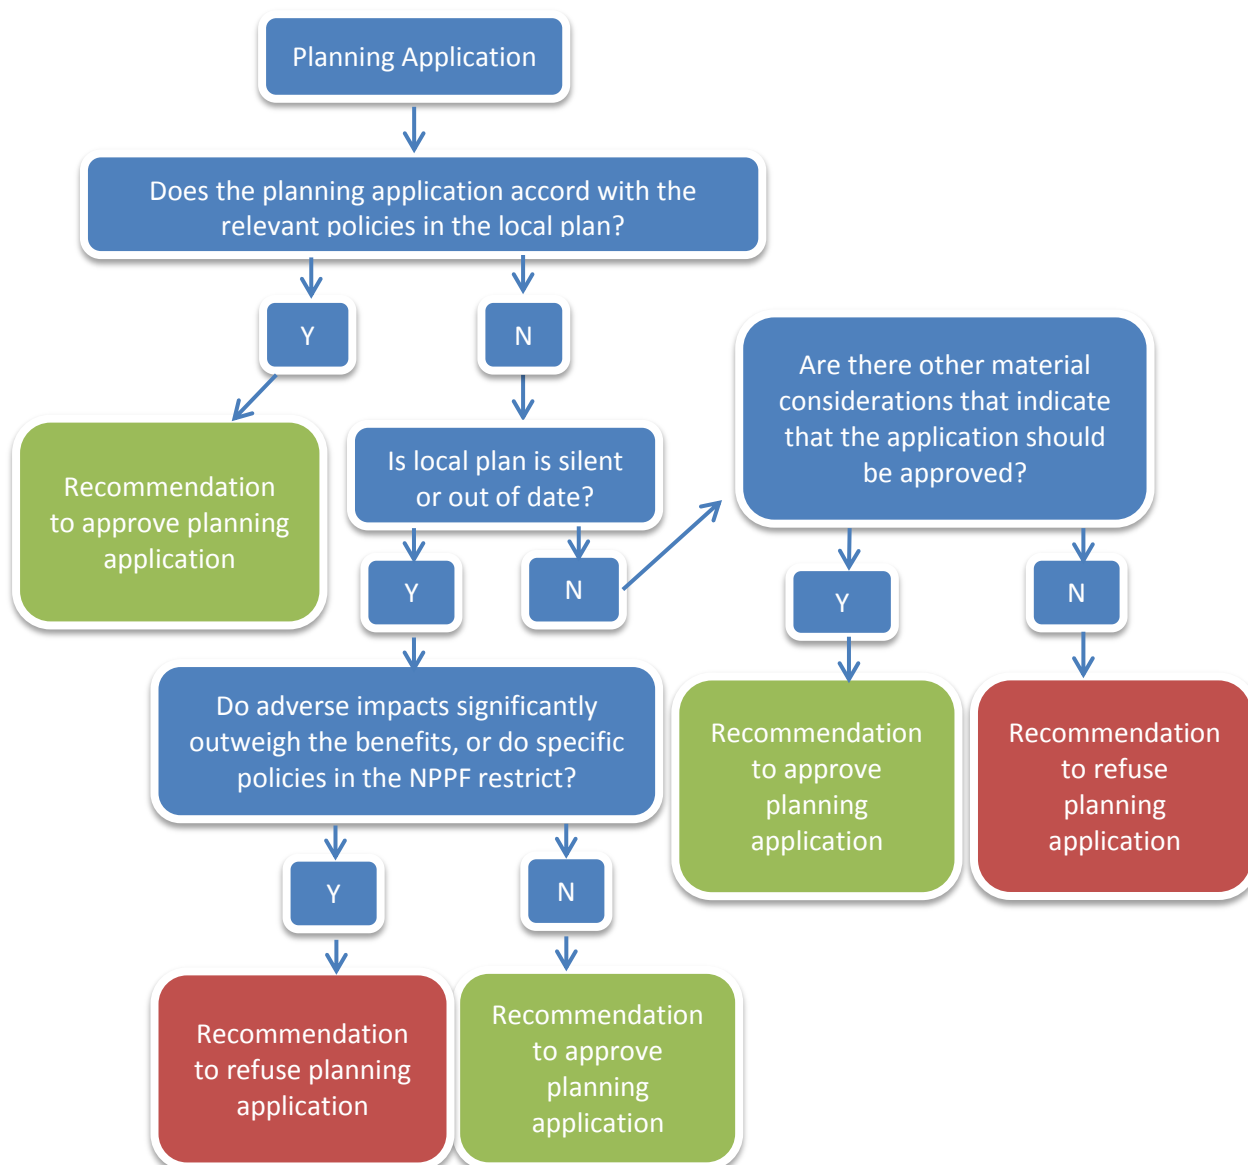 Planning Application
Does the planning application accord with the
relevant policies in the local plan?
Y
N
Are there other material
considerations that indicate
that the application should
be approved?
Recommendation
to approve planning
application
Is local plan is silent
or out of date?
Y
N
Y
N
Do adverse impacts significantly
outweigh the benefits, or do specific
policies in the NPPF restrict?
Recommendation
to approve
planning
application
Recommendation
to refuse
planning
application
Y
N
Recommendation
to refuse planning
application
Recommendation
to approve
planning
application